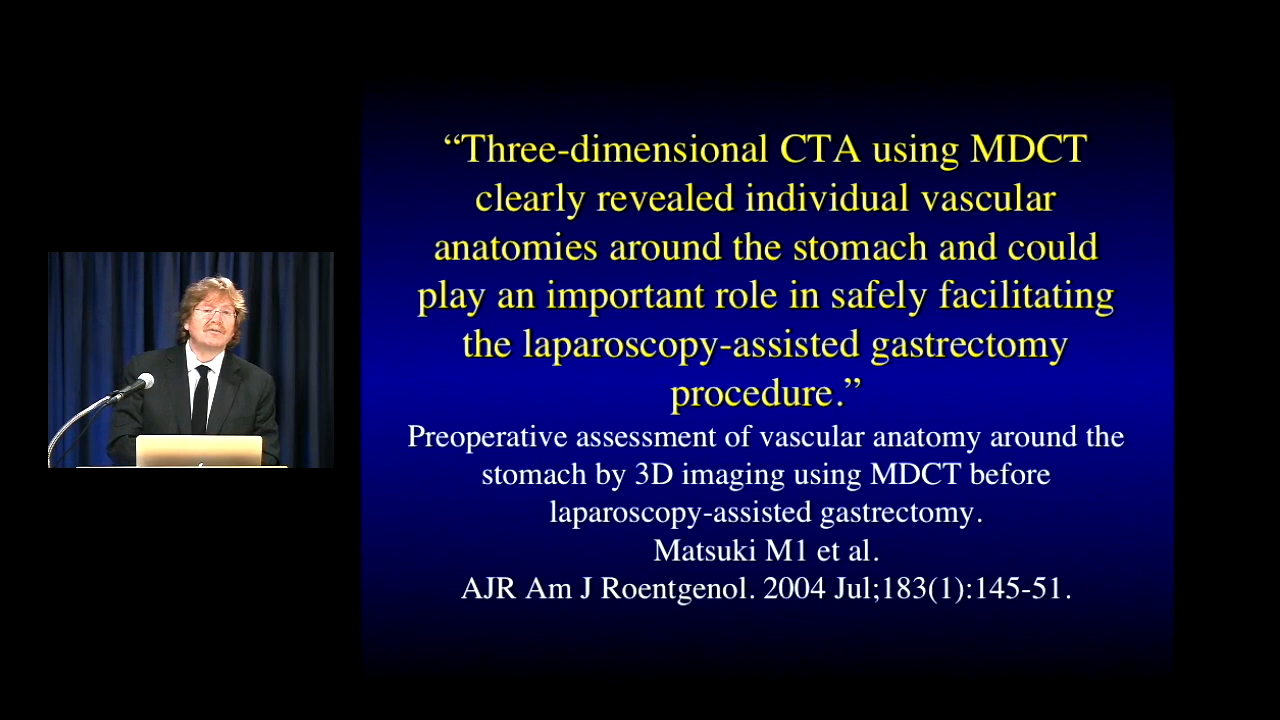 “Three-dimensional CTA using MDCT
clearly revealed individual vascular
anatomies around the stomach and could
play an important role in safely facilitating
the laparoscopy-assisted gastrectomy
procedure.”
Preoperative assessment of vascular anatomy around the
stomach by 3D imaging using MDCT before
laparoscopy-assisted gastrectomy.
Matsuki M1 et al.
AJR Am J Roentgenol. 2004 Jul;183(1):145-51.